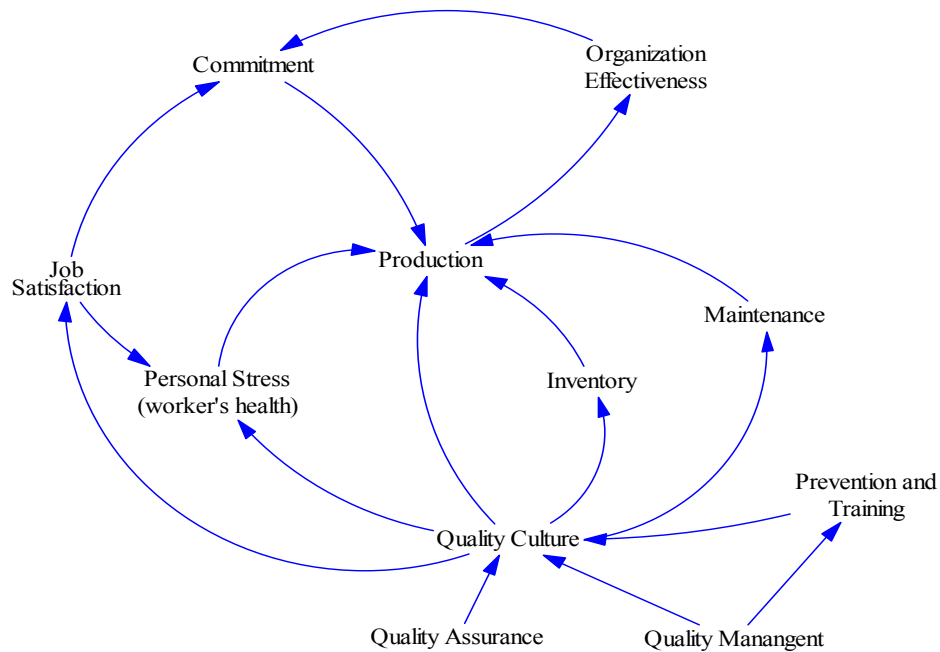 Organization
Effectiveness
Commitment
Production
Job
Satisfaction
Maintenance
Personal Stress
(worker's health)
Inventory
Prevention and
Training
Quality Culture
Quality Assurance
Quality Manangent